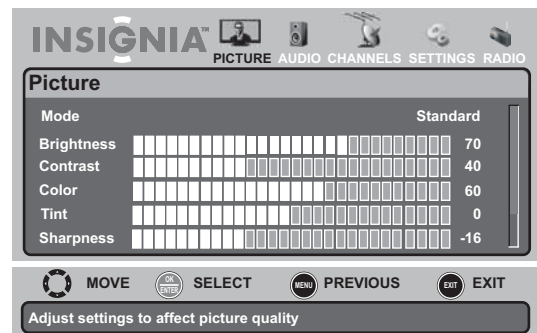 INSIGNIA™
PICTURE AUDIO CHANNELS SETTINGS RADIO
Picture
Mode Standard
Brightness 70
Contrast 40
Color 60
Tint 0
Sharpness -16
MOVE OK ENTER SELECT MENU PREVIOUS EXIT EXIT
Adjust settings to affect picture quality